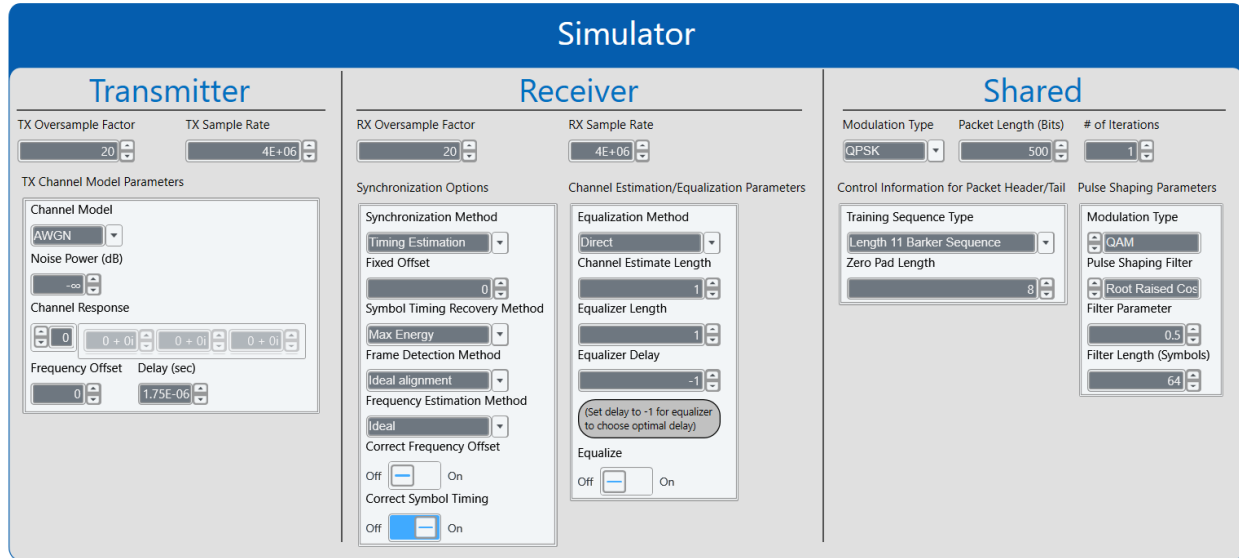 Simulator
Transmitter
TX Oversample Factor
TX Sample Rate
20
4E+06
TX Channel Model Parameters
Channel Model
AWGN
Noise Power (dB)
-∞
Channel Response
0
0 + 0i
0 + 0i
0 + 0i
Frequency Offset
Delay (sec)
0
1.75E-06
Receiver
RX Oversample Factor
RX Sample Rate
20
4E+06
Synchronization Options
Synchronization Method
Timing Estimation
Fixed Offset
0
Symbol Timing Recovery Method
Max Energy
Frame Detection Method
Ideal alignment
Frequency Estimation Method
Ideal
Correct Frequency Offset
Off
On
Correct Symbol Timing
Off
On
Channel Estimation/Equalization Parameters
Equalization Method
Direct
Channel Estimate Length
1
Equalizer Length
1
Equalizer Delay
-1
(Set delay to -1 for equalizer
to choose optimal delay)
Equalize
Off
On
Shared
Modulation Type
Packet Length (Bits)
# of Iterations
QPSK
500
1
Control Information for Packet Header/Tail
Training Sequence Type
Length 11 Barker Sequence
Zero Pad Length
8
Pulse Shaping Parameters
Modulation Type
QAM
Pulse Shaping Filter
Root Raised Cos
Filter Parameter
0.5
Filter Length (Symbols)
64